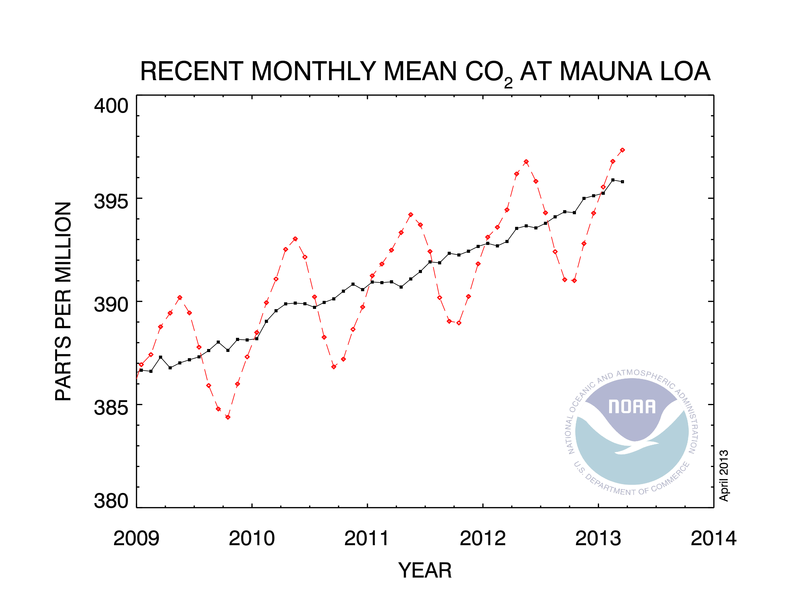 RECENT MONTHLY MEAN CO₂ AT MAUNA LOA
400
395
390
385
380
PARTS PER MILLION
2009 2010 2011 2012 2013 2014
YEAR
NATIONAL OCEANIC AND ATMOSPHERIC ADMINISTRATION
NOAA
U.S. DEPARTMENT OF COMMERCE
April 2013